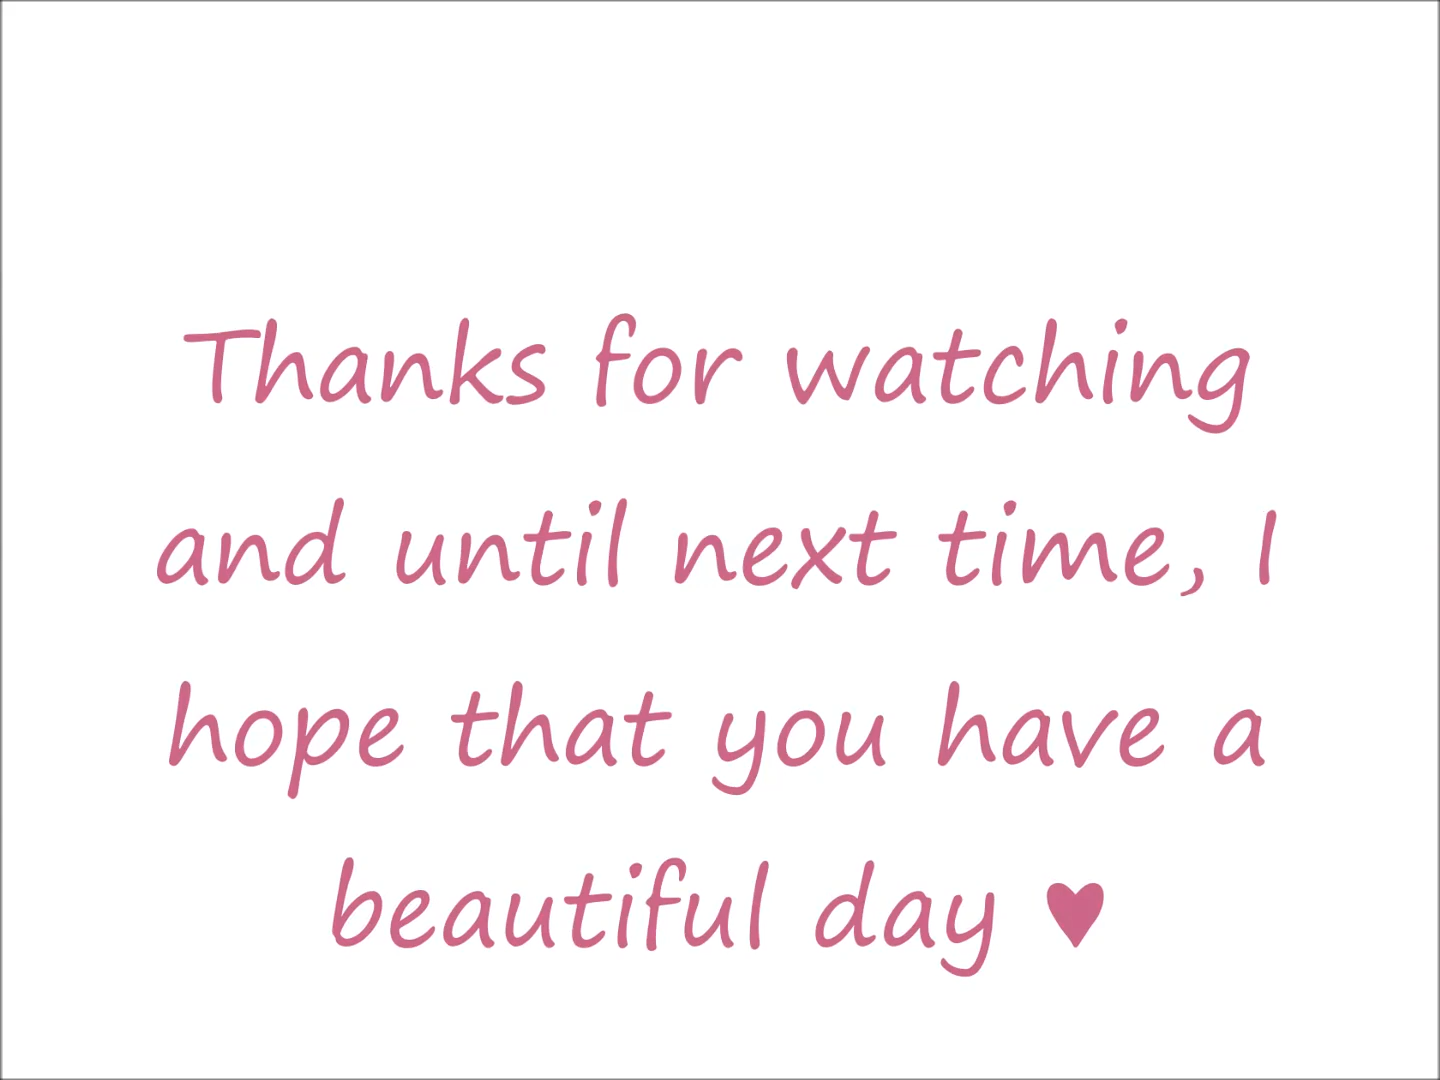 Thanks for watching
and until next time, I
hope that you have a
beautiful day ♥